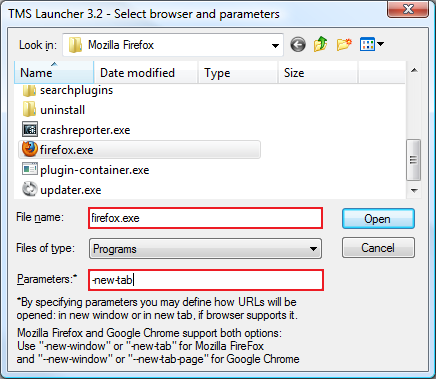 TMS Launcher 3.2 - Select browser and parameters
Look in: Mozilla Firefox
Name Date modified Type Size
searchplugins
uninstall
crashreporter.exe
firefox.exe
plugin-container.exe
updater.exe
File name: firefox.exe Open
Files of type: Programs Cancel
Parameters:* -new-tab
*By specifying parameters you may define how URLs will be
opened: in new window or in new tab, if browser supports it.
Mozilla Firefox and Google Chrome support both options:
Use "-new-window" or "-new-tab" for Mozilla FireFox
and "--new-window" or "--new-tab-page" for Google Chrome